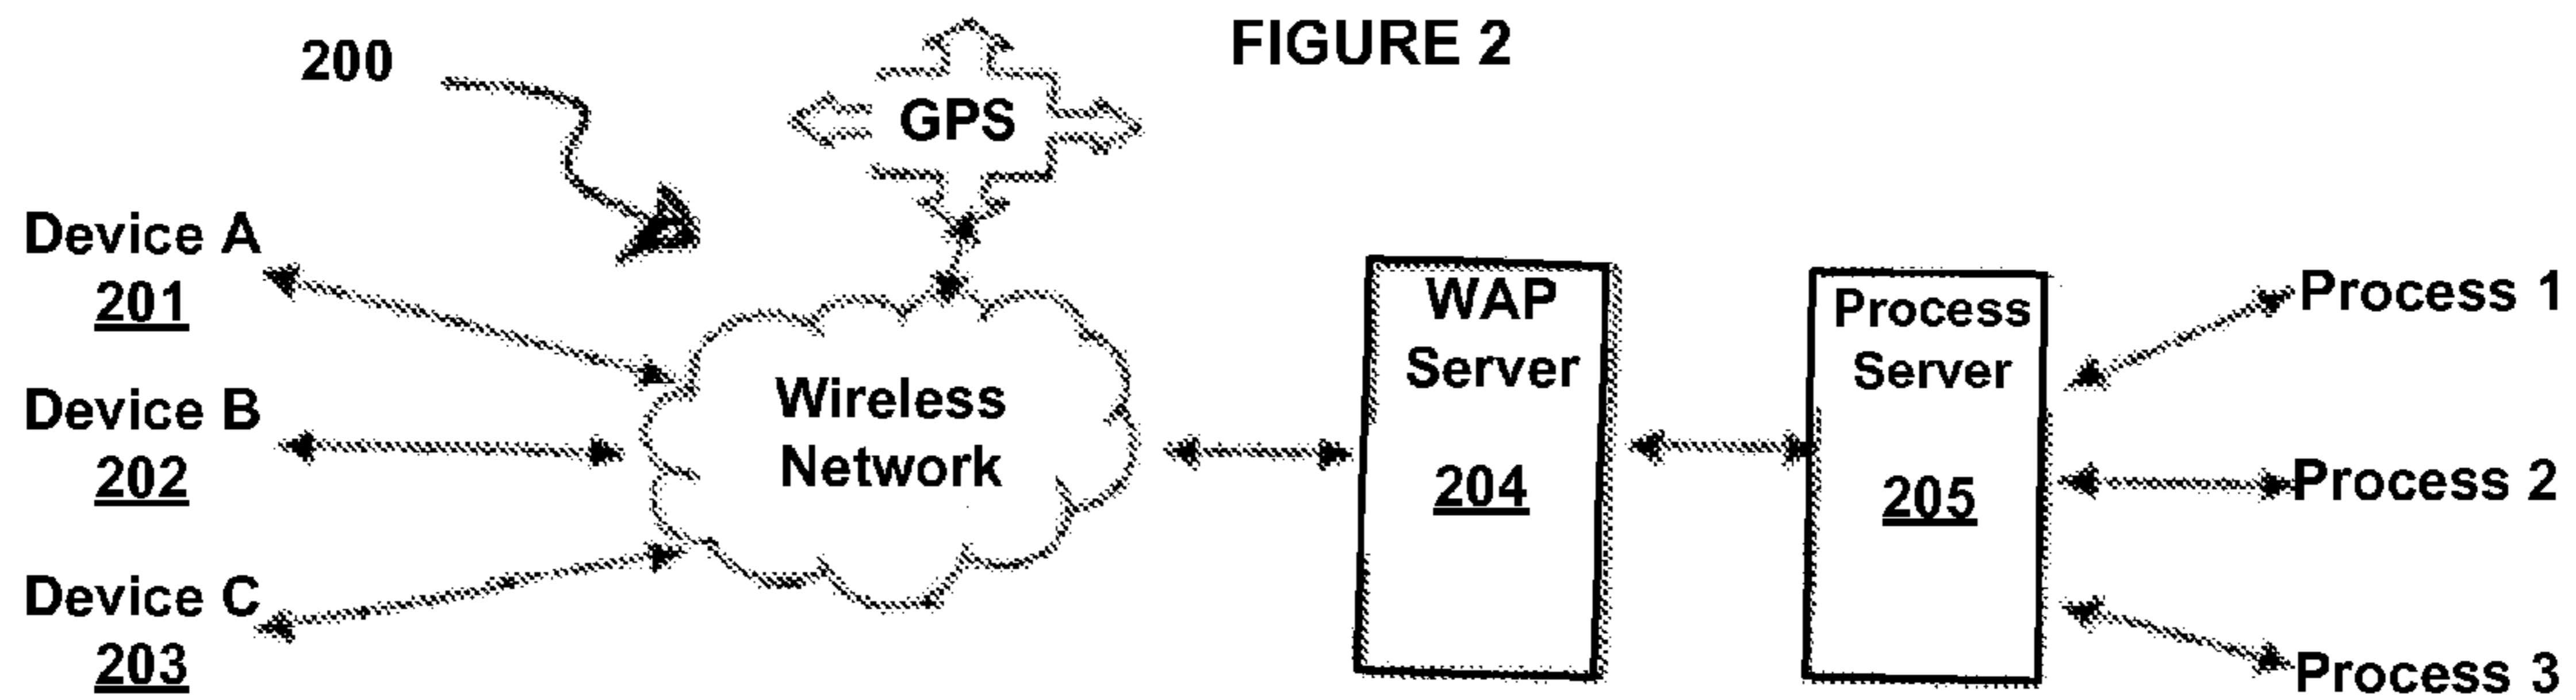 FIGURE 2
200
GPS
Device A
201
Device B
202
Device C
203
Wireless
Network
WAP
Server
204
Process
Server
205
Process 1
Process 2
Process 3